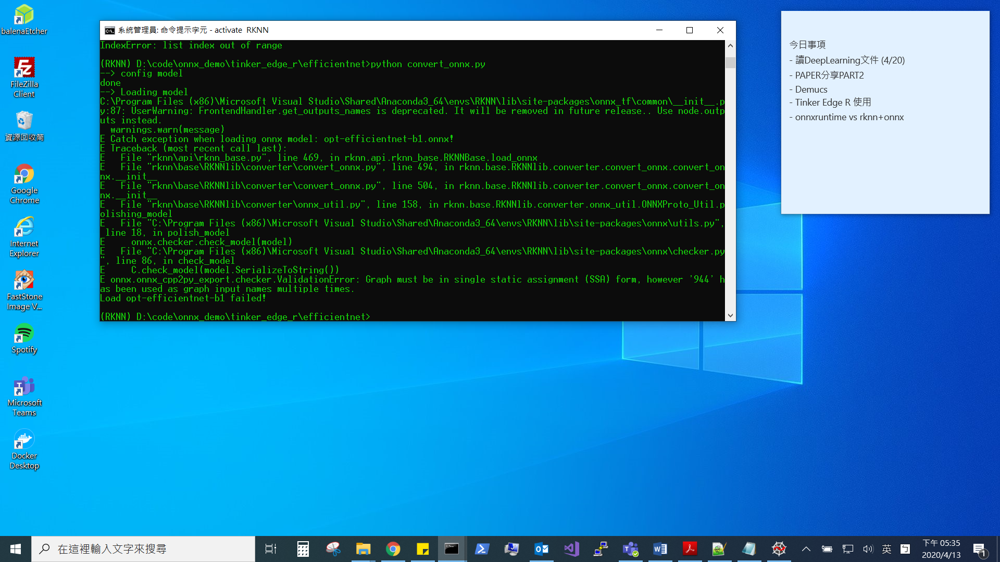 balenaEtcher
FileZilla
Client
資源回收筒
Google
Chrome
Internet
Explorer
FastStone
Image V...
Spotify
Microsoft
Teams
Docker
Desktop
系統管理員: 命令提示字元 - activate  RKNN
IndexError: list index out of range
(RKNN) D:\code\onnx_demo\tinker_edge_r\efficientnet>python convert_onnx.py
--> config model
done
--> Loading model
C:\Program Files (x86)\Microsoft Visual Studio\Shared\Anaconda3_64\envs\RKNN\lib\site-packages\onnx_tf\common\__init__.p
y:87: UserWarning: FrontendHandler.get_outputs_names is deprecated. It will be removed in future release.. Use node.outp
uts instead.
  warnings.warn(message)
E Catch exception when loading onnx model: opt-efficientnet-b1.onnx!
E Traceback (most recent call last):
E   File "rknn\api\rknn_base.py", line 469, in rknn.api.rknn_base.RKNNBase.load_onnx
E   File "rknn\base\RKNNlib\converter\convert_onnx.py", line 494, in rknn.base.RKNNlib.converter.convert_onnx.convert_on
nx.__init__
E   File "rknn\base\RKNNlib\converter\convert_onnx.py", line 504, in rknn.base.RKNNlib.converter.convert_onnx.convert_on
nx.__init__
E   File "rknn\base\RKNNlib\converter\onnx_util.py", line 158, in rknn.base.RKNNlib.converter.onnx_util.ONNXProto_Util.p
olishing_model
E   File "C:\Program Files (x86)\Microsoft Visual Studio\Shared\Anaconda3_64\envs\RKNN\lib\site-packages\onnx\utils.py",
 line 18, in polish_model
E     onnx.checker.check_model(model)
E   File "C:\Program Files (x86)\Microsoft Visual Studio\Shared\Anaconda3_64\envs\RKNN\lib\site-packages\onnx\checker.py
", line 86, in check_model
E     C.check_model(model.SerializeToString())
E onnx.onnx_cpp2py_export.checker.ValidationError: Graph must be in single static assignment (SSA) form, however '944' h
as been used as graph input names multiple times.
Load opt-efficientnet-b1 failed!
(RKNN) D:\code\onnx_demo\tinker_edge_r\efficientnet>
今日事項
- 讀DeepLearning文件 (4/20)
- PAPER分享PART2
- Demucs
- Tinker Edge R 使用
- onnxruntime vs rknn+onnx
在這裡輸入文字來搜尋
英
下午 05:35
2020/4/13
1